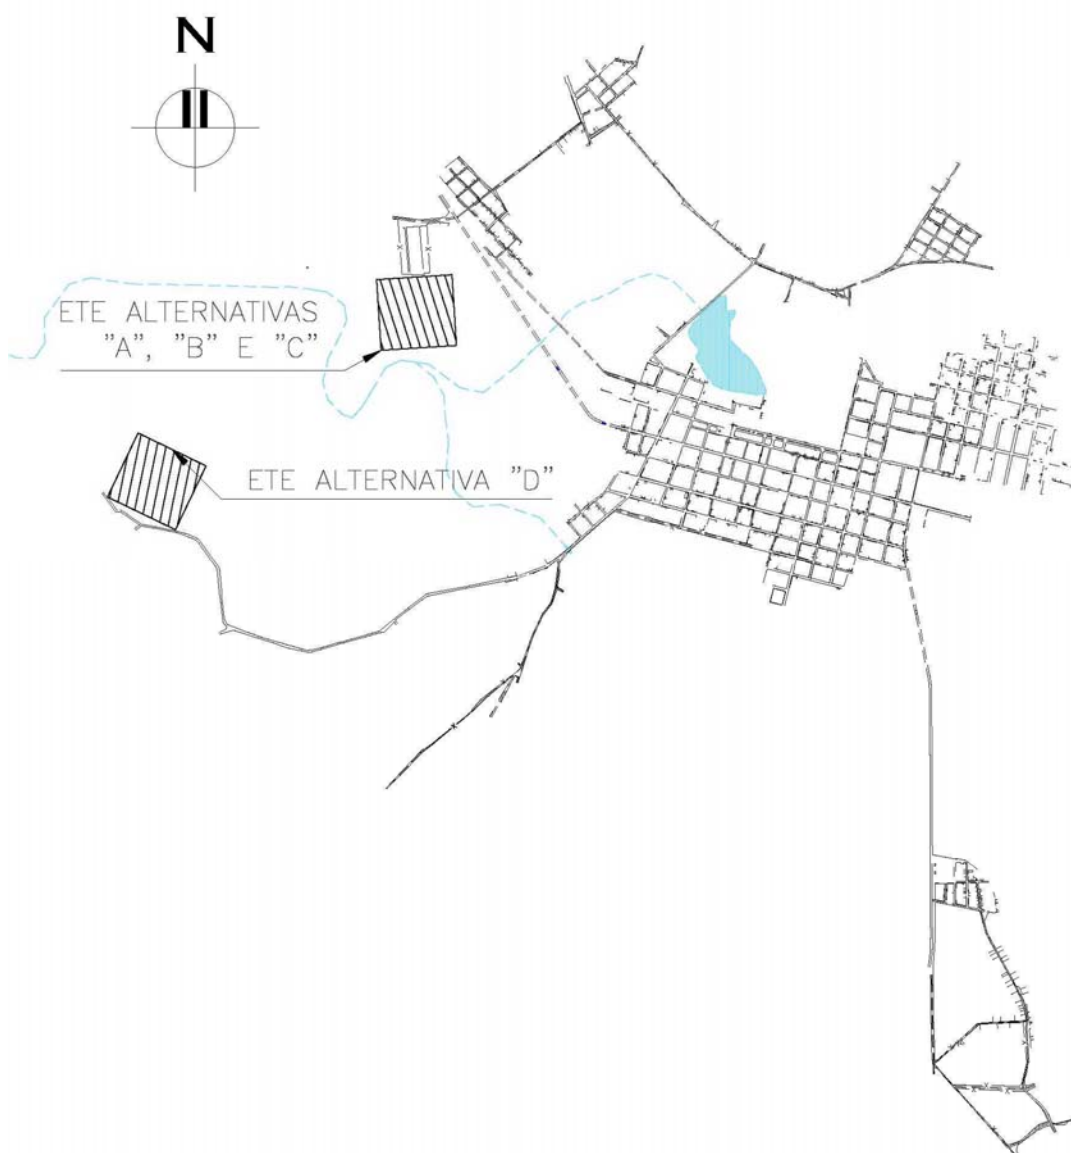 N
ETE ALTERNATIVAS
"A", "B" E "C"
ETE ALTERNATIVA "D"